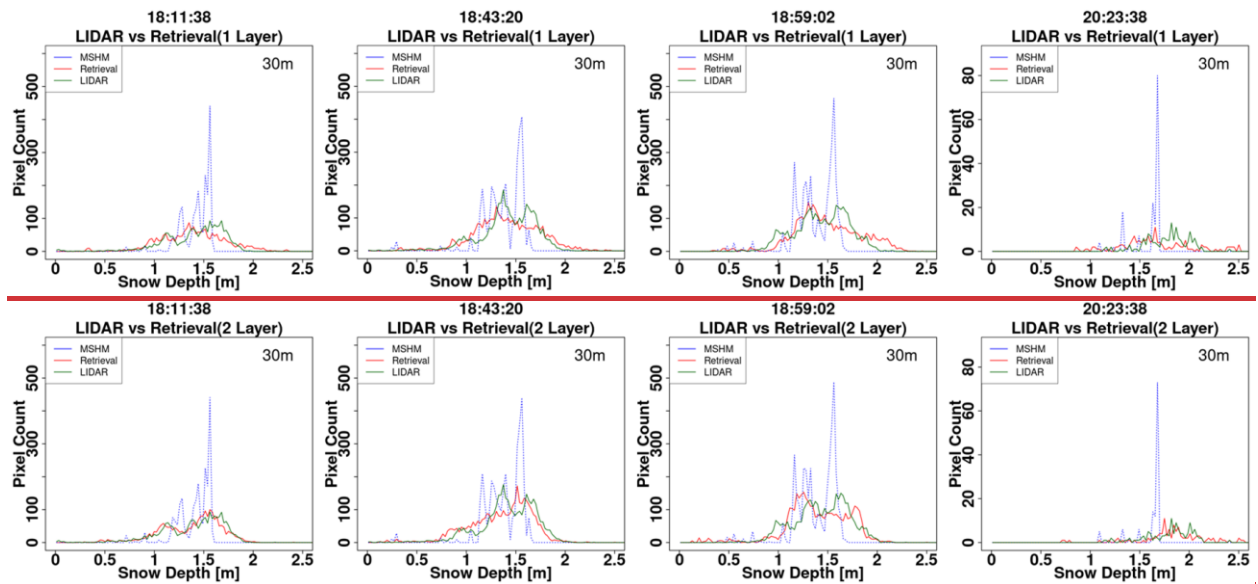 18:11:38 18:43:20 18:59:02 20:23:38
LIDAR vs Retrieval(1 Layer) LIDAR vs Retrieval(1 Layer) LIDAR vs Retrieval(1 Layer) LIDAR vs Retrieval(1 Layer)
MSHM MSHM MSHM MSHM
Retrieval Retrieval Retrieval Retrieval
LIDAR LIDAR LIDAR LIDAR
30m 30m 30m 30m
Pixel Count Pixel Count Pixel Count Pixel Count
0 100 300 500 0 100 300 500 0 100 300 500 0 20 40 60 80
0 0.5 1 1.5 2 2.5 0 0.5 1 1.5 2 2.5 0 0.5 1 1.5 2 2.5 0 0.5 1 1.5 2 2.5
Snow Depth [m] Snow Depth [m] Snow Depth [m] Snow Depth [m]
18:11:38 18:43:20 18:59:02 20:23:38
LIDAR vs Retrieval(2 Layer) LIDAR vs Retrieval(2 Layer) LIDAR vs Retrieval(2 Layer) LIDAR vs Retrieval(2 Layer)
MSHM MSHM MSHM MSHM
Retrieval Retrieval Retrieval Retrieval
LIDAR LIDAR LIDAR LIDAR
30m 30m 30m 30m
Pixel Count Pixel Count Pixel Count Pixel Count
0 100 300 500 0 100 300 500 0 100 300 500 0 20 40 60 80
0 0.5 1 1.5 2 2.5 0 0.5 1 1.5 2 2.5 0 0.5 1 1.5 2 2.5 0 0.5 1 1.5 2 2.5
Snow Depth [m] Snow Depth [m] Snow Depth [m] Snow Depth [m]